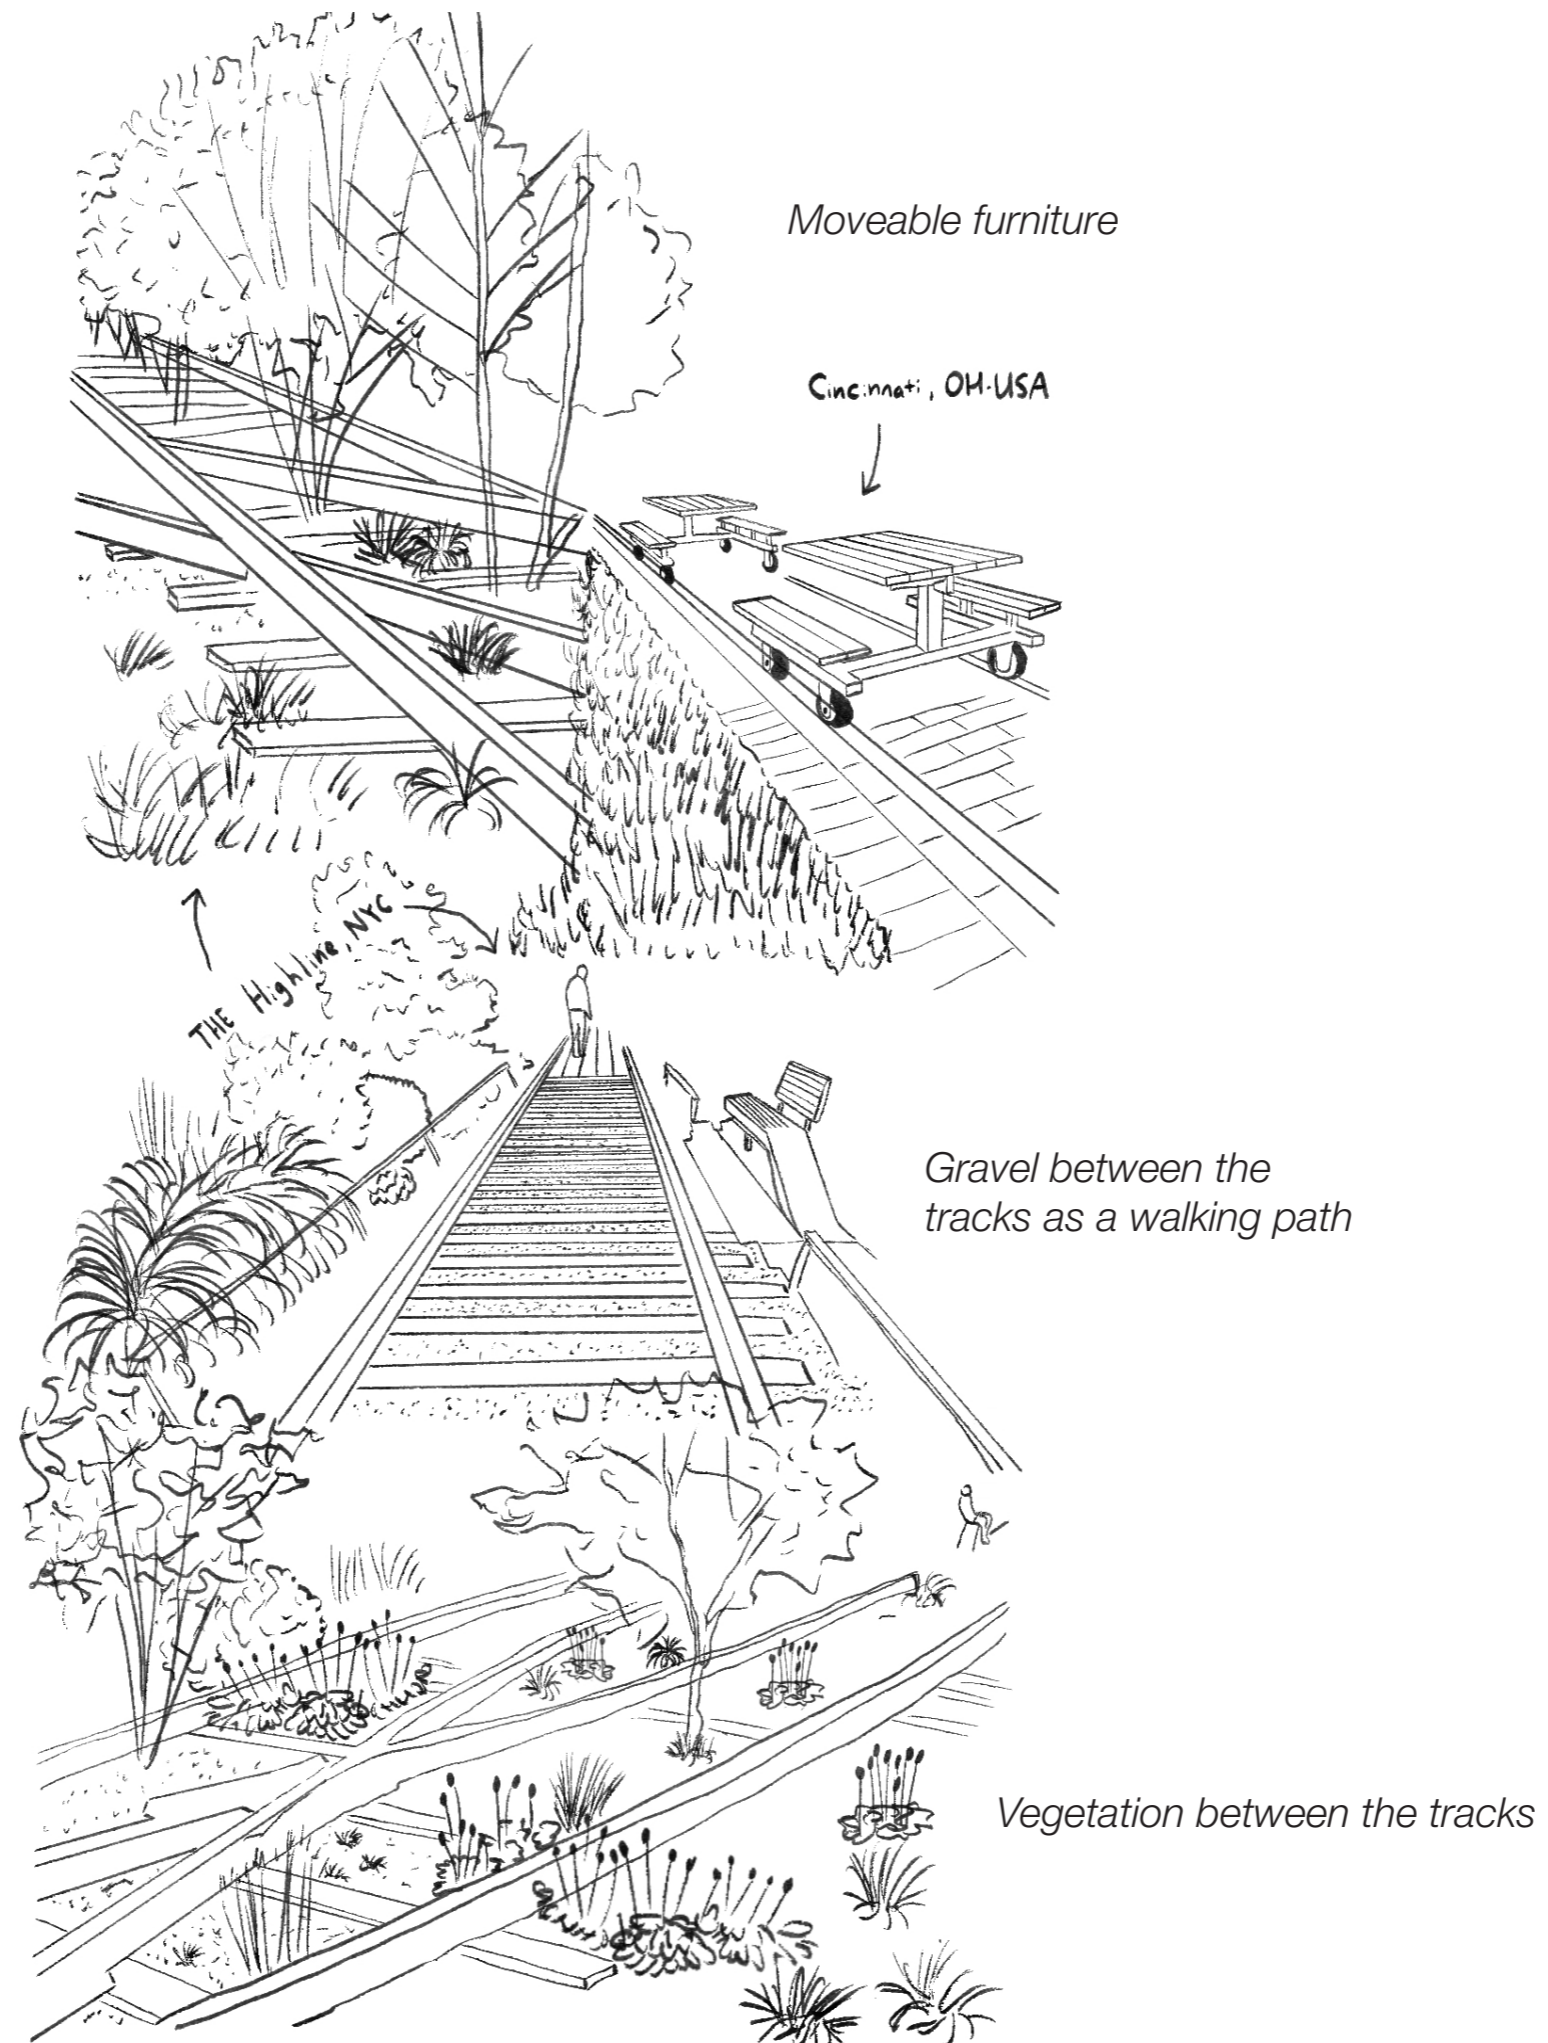 Moveable furniture
Cincinnati, OH-USA
THE Highline, NYC
Gravel between the
tracks as a walking path
Vegetation between the tracks